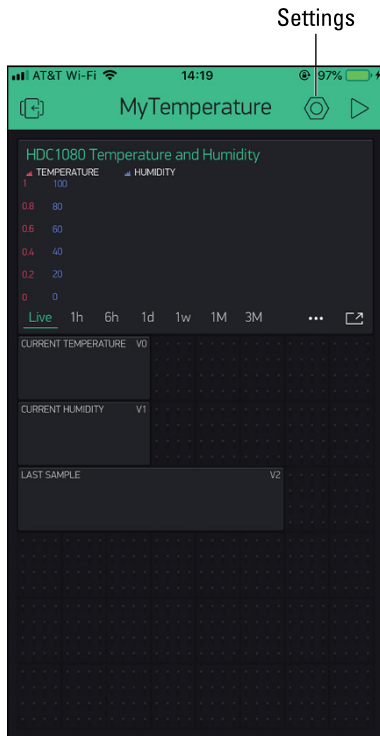 Settings
AT&T Wi-Fi 14:19 97%
MyTemperature
HDC1080 Temperature and Humidity
TEMPERATURE HUMIDITY
1 100
0.8 80
0.6 60
0.4 40
0.2 20
0 0
Live 1h 6h 1d 1w 1M 3M ...
CURRENT TEMPERATURE V0
CURRENT HUMIDITY V1
LAST SAMPLE V2